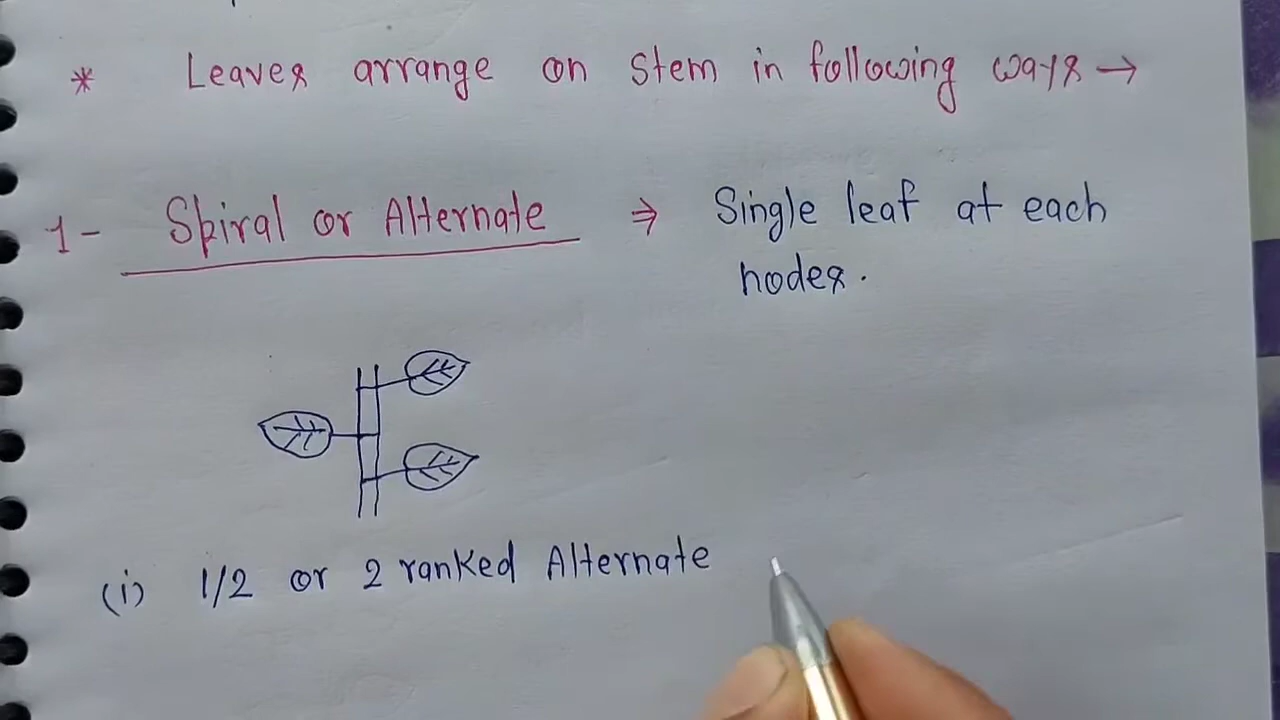 * Leaves arrange on stem in following ways →
1- Spiral or Alternate ⇒ Single leaf at each
nodes.
(i) 1/2 or 2 ranked Alternate